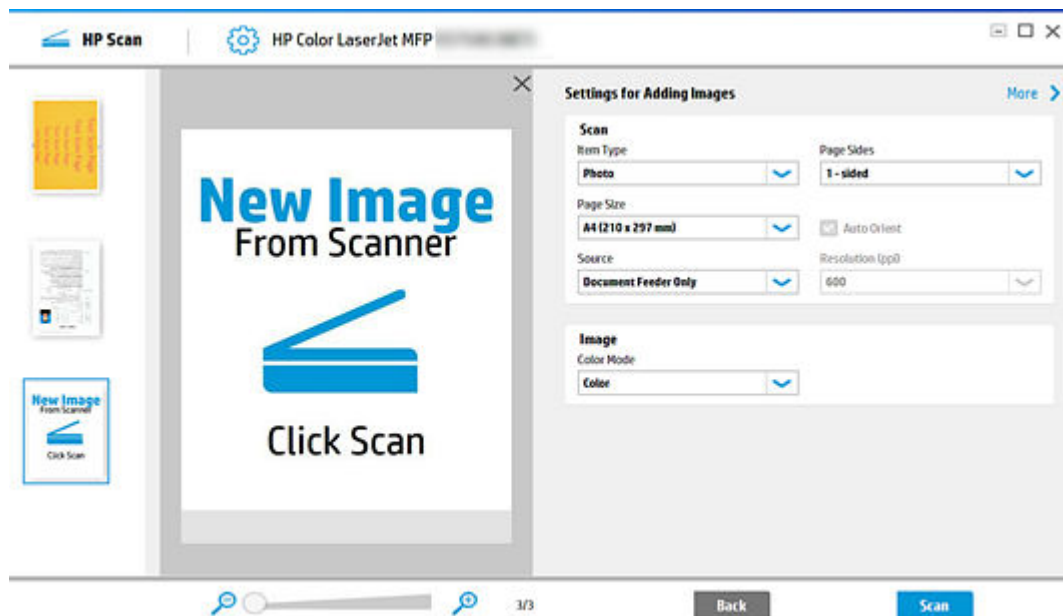 HP Scan
HP Color LaserJet MFP
New Image
From Scanner
Click Scan
New Image
From Scanner
Click Scan
Settings for Adding Images
More
Scan
Item Type
Page Sides
Photo
1 - sided
Page Size
A4 (210 x 297 mm)
Auto Orient
Source
Resolution (ppi)
Document Feeder Only
600
Image
Color Mode
Color
3/3
Back
Scan